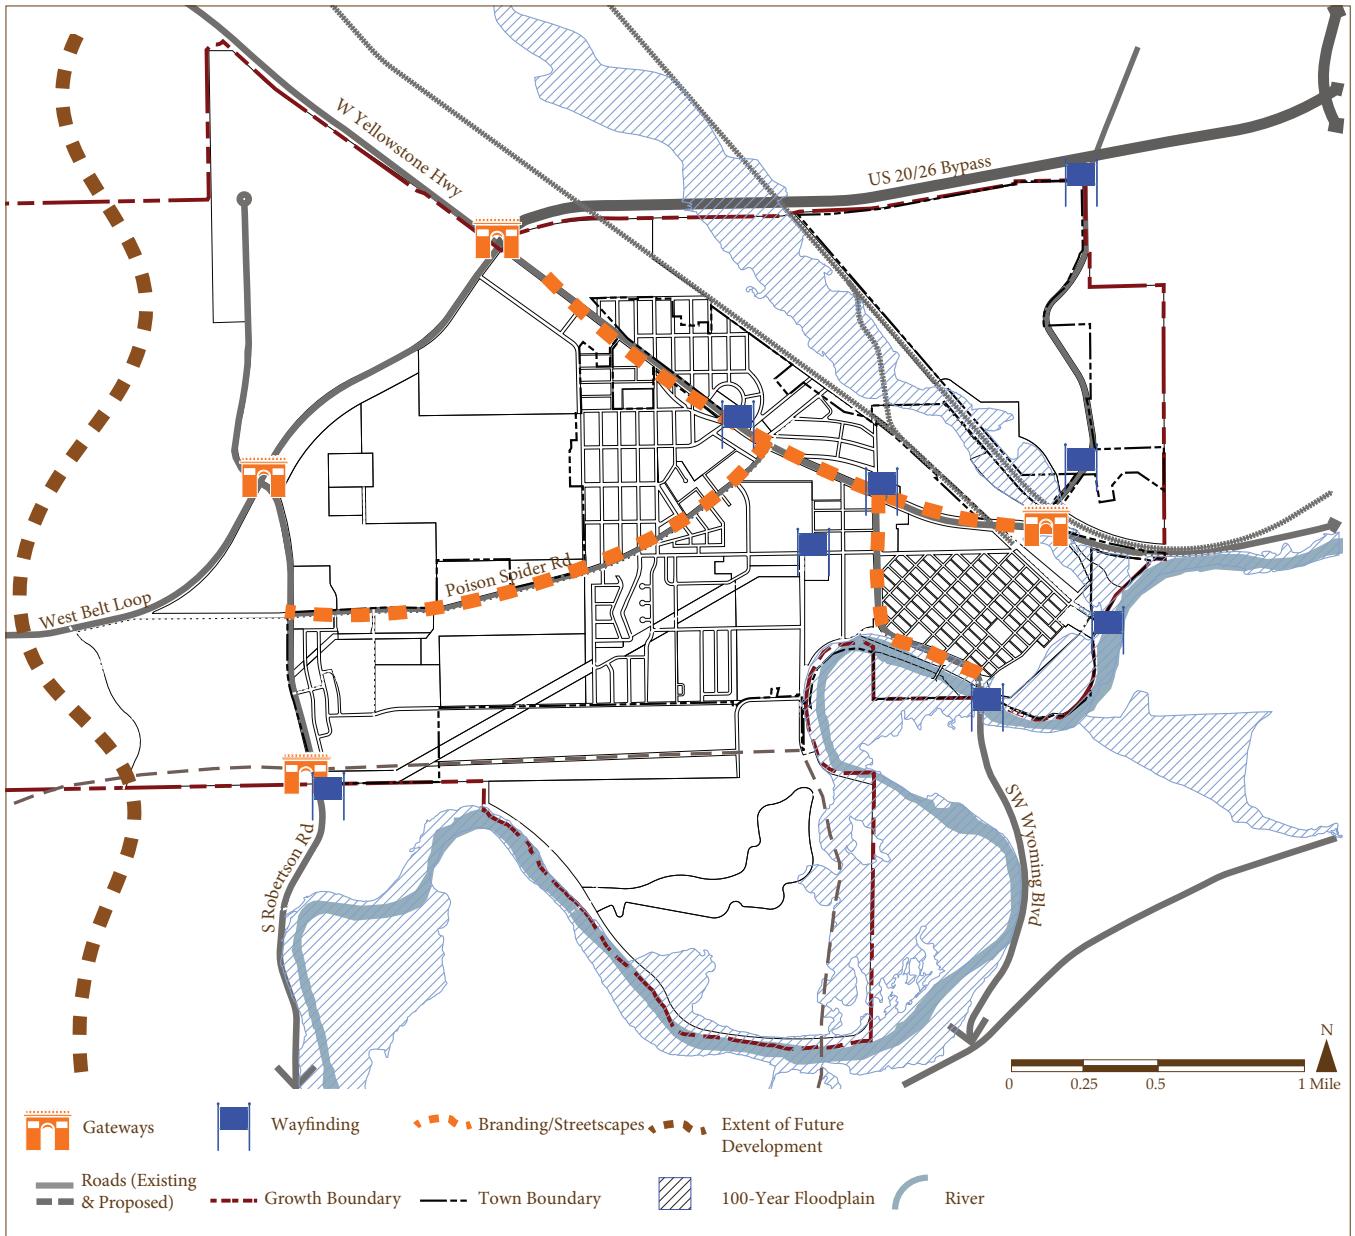 W Yellowstone Hwy
US 20/26 Bypass
Poison Spider Rd
West Belt Loop
S Robertson Rd
SW Wyoming Blvd
N
0 0.25 0.5 1 Mile
Gateways
Wayfinding
Branding/Streetscapes
Extent of Future
Development
Roads (Existing
& Proposed)
Growth Boundary
Town Boundary
100-Year Floodplain
River